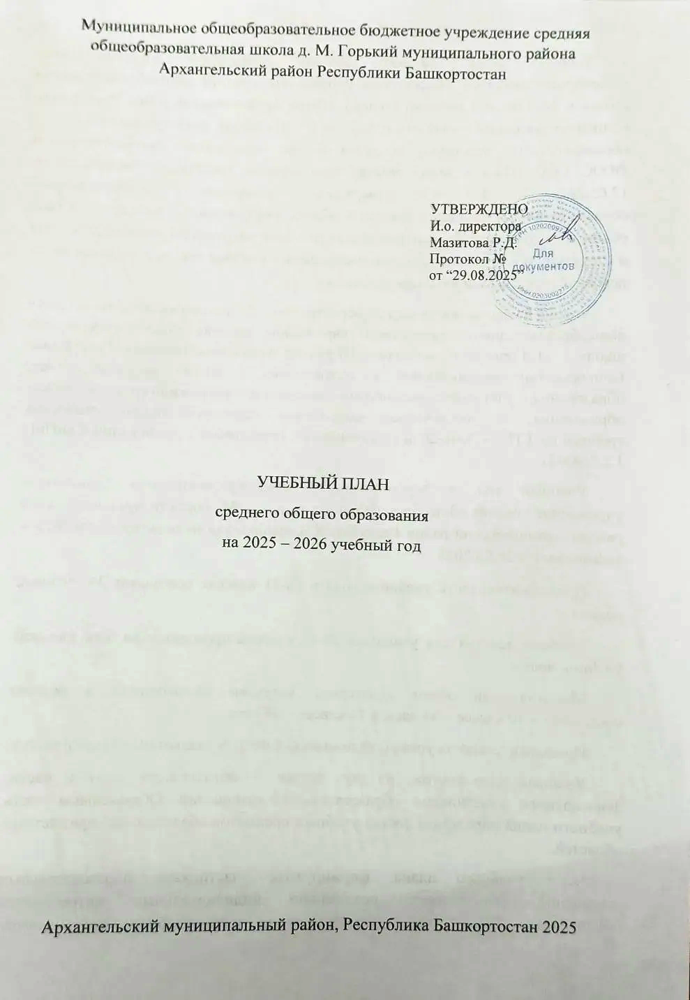 Муниципальное общеобразовательное бюджетное учреждение средняя
общеобразовательная школа д. М. Горький муниципального района
Архангельский район Республики Башкортостан
УТВЕРЖДЕНО
И.о. директора
Мазитова Р.Д.
Протокол №
от “29.08.2025”
Для
документов
УЧЕБНЫЙ ПЛАН
среднего общего образования
на 2025 – 2026 учебный год
Архангельский муниципальный район, Республика Башкортостан 2025